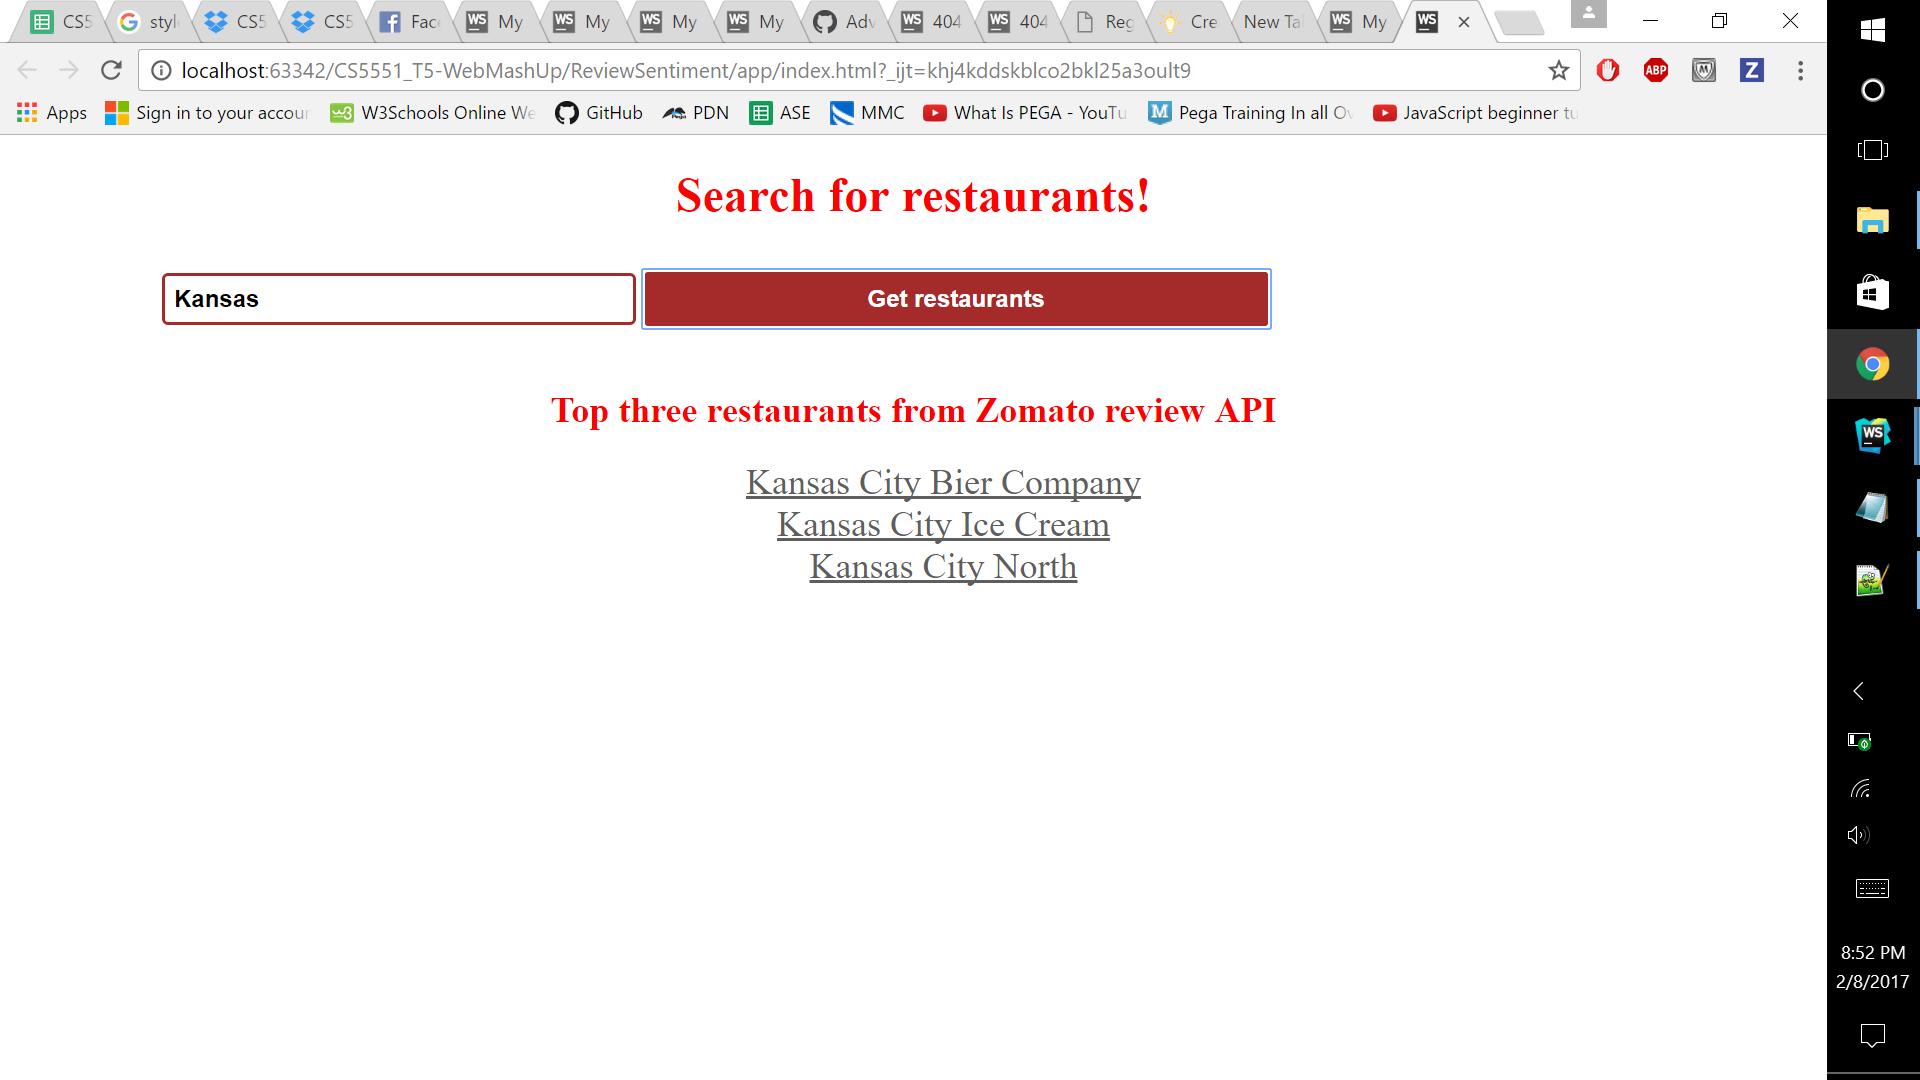 CS5 styl CS5 CS5 Fac My My My My Adv 404 404 Reg Cre New Ta My
localhost:63342/CS5551_T5-WebMashUp/ReviewSentiment/app/index.html?_ijt=khj4kddskblco2bkl25a3oult9
ABP M Z
Apps Sign in to your accour W3Schools Online We GitHub PDN ASE MMC What Is PEGA - YouTu Pega Training In all Ov JavaScript beginner tu
Search for restaurants!
Kansas Get restaurants
Top three restaurants from Zomato review API
Kansas City Bier Company
Kansas City Ice Cream
Kansas City North
WS
8:52 PM
2/8/2017